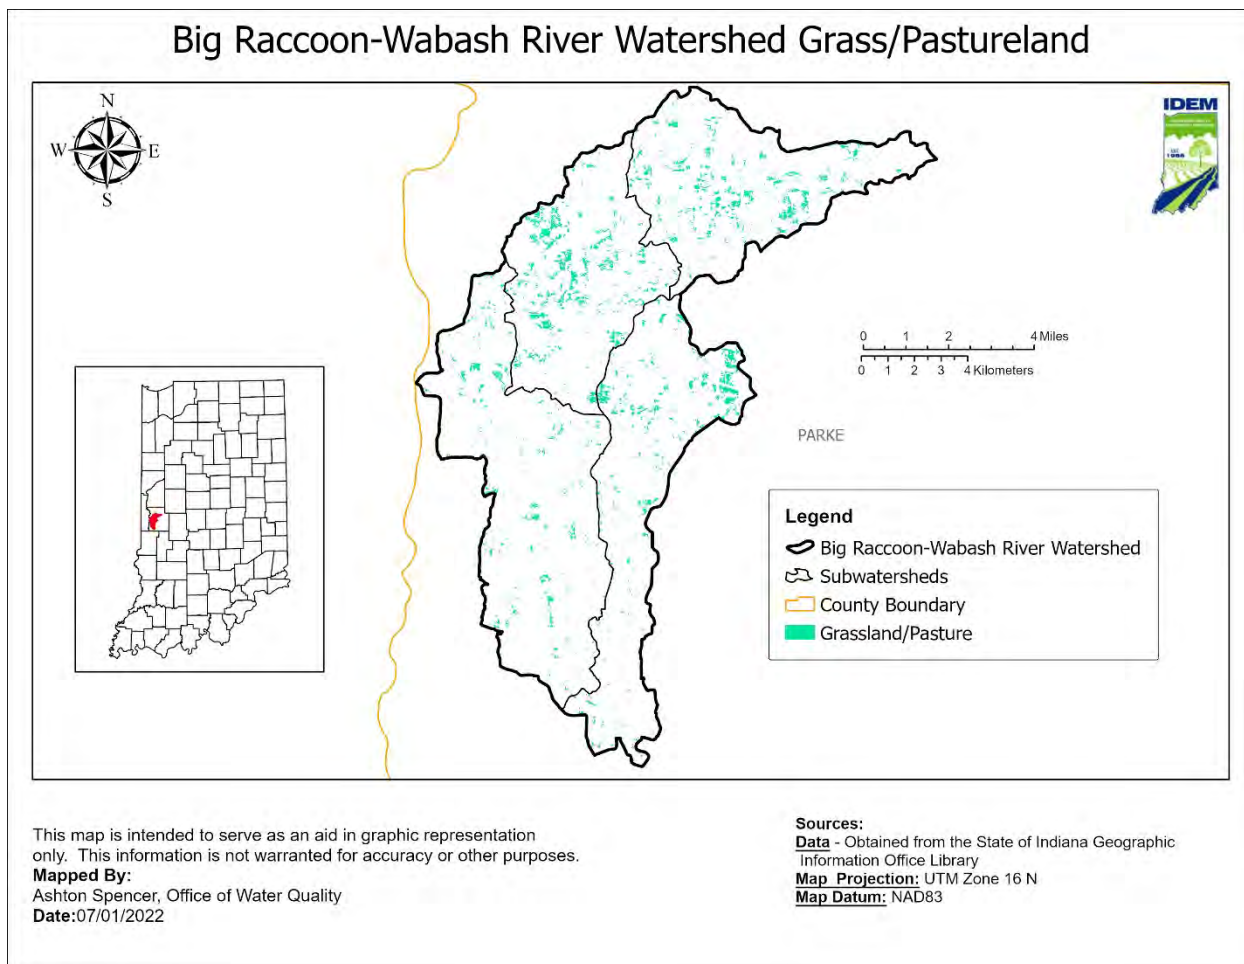 Big Raccoon-Wabash River Watershed Grass/Pastureland
N
W E
S
IDEM
1986
0 1 2 4 Miles
0 1 2 3 4 Kilometers
PARKE
Legend
Big Raccoon-Wabash River Watershed
Subwatersheds
County Boundary
Grassland/Pasture
This map is intended to serve as an aid in graphic representation
only. This information is not warranted for accuracy or other purposes.
Mapped By:
Ashton Spencer, Office of Water Quality
Date:07/01/2022
Sources:
Data - Obtained from the State of Indiana Geographic
Information Office Library
Map Projection: UTM Zone 16 N
Map Datum: NAD83